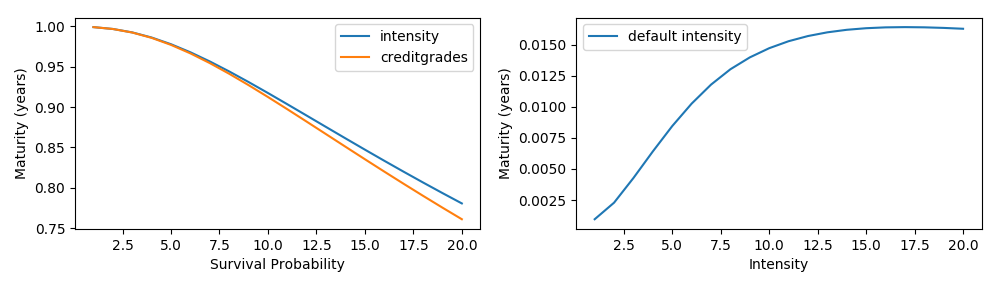 1.00
0.95
0.90
0.85
0.80
0.75
Maturity (years)
intensity
creditgrades
2.5 5.0 7.5 10.0 12.5 15.0 17.5 20.0
Survival Probability
0.0150
0.0125
0.0100
0.0075
0.0050
0.0025
Maturity (years)
default intensity
2.5 5.0 7.5 10.0 12.5 15.0 17.5 20.0
Intensity